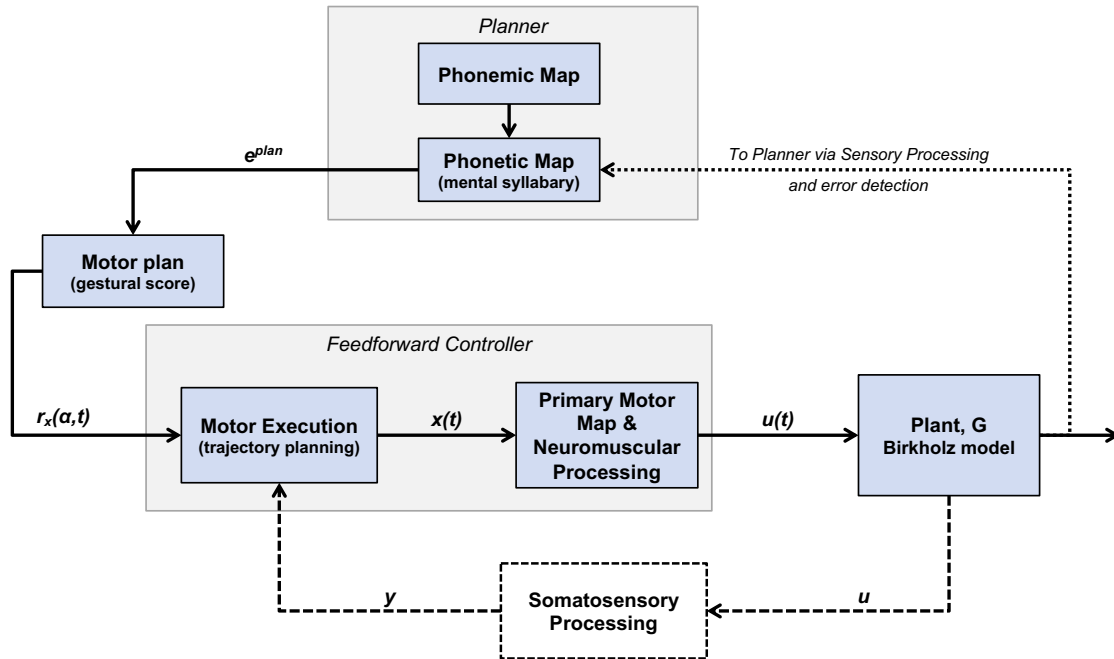 Planner
Phonemic Map
e^plan
Phonetic Map
(mental syllabary)
To Planner via Sensory Processing
and error detection
Motor plan
(gestural score)
Feedforward Controller
r_x(α,t)
Motor Execution
(trajectory planning)
x(t)
Primary Motor
Map &
Neuromuscular
Processing
u(t)
Plant, G
Birkholz model
y
Somatosensory
Processing
u